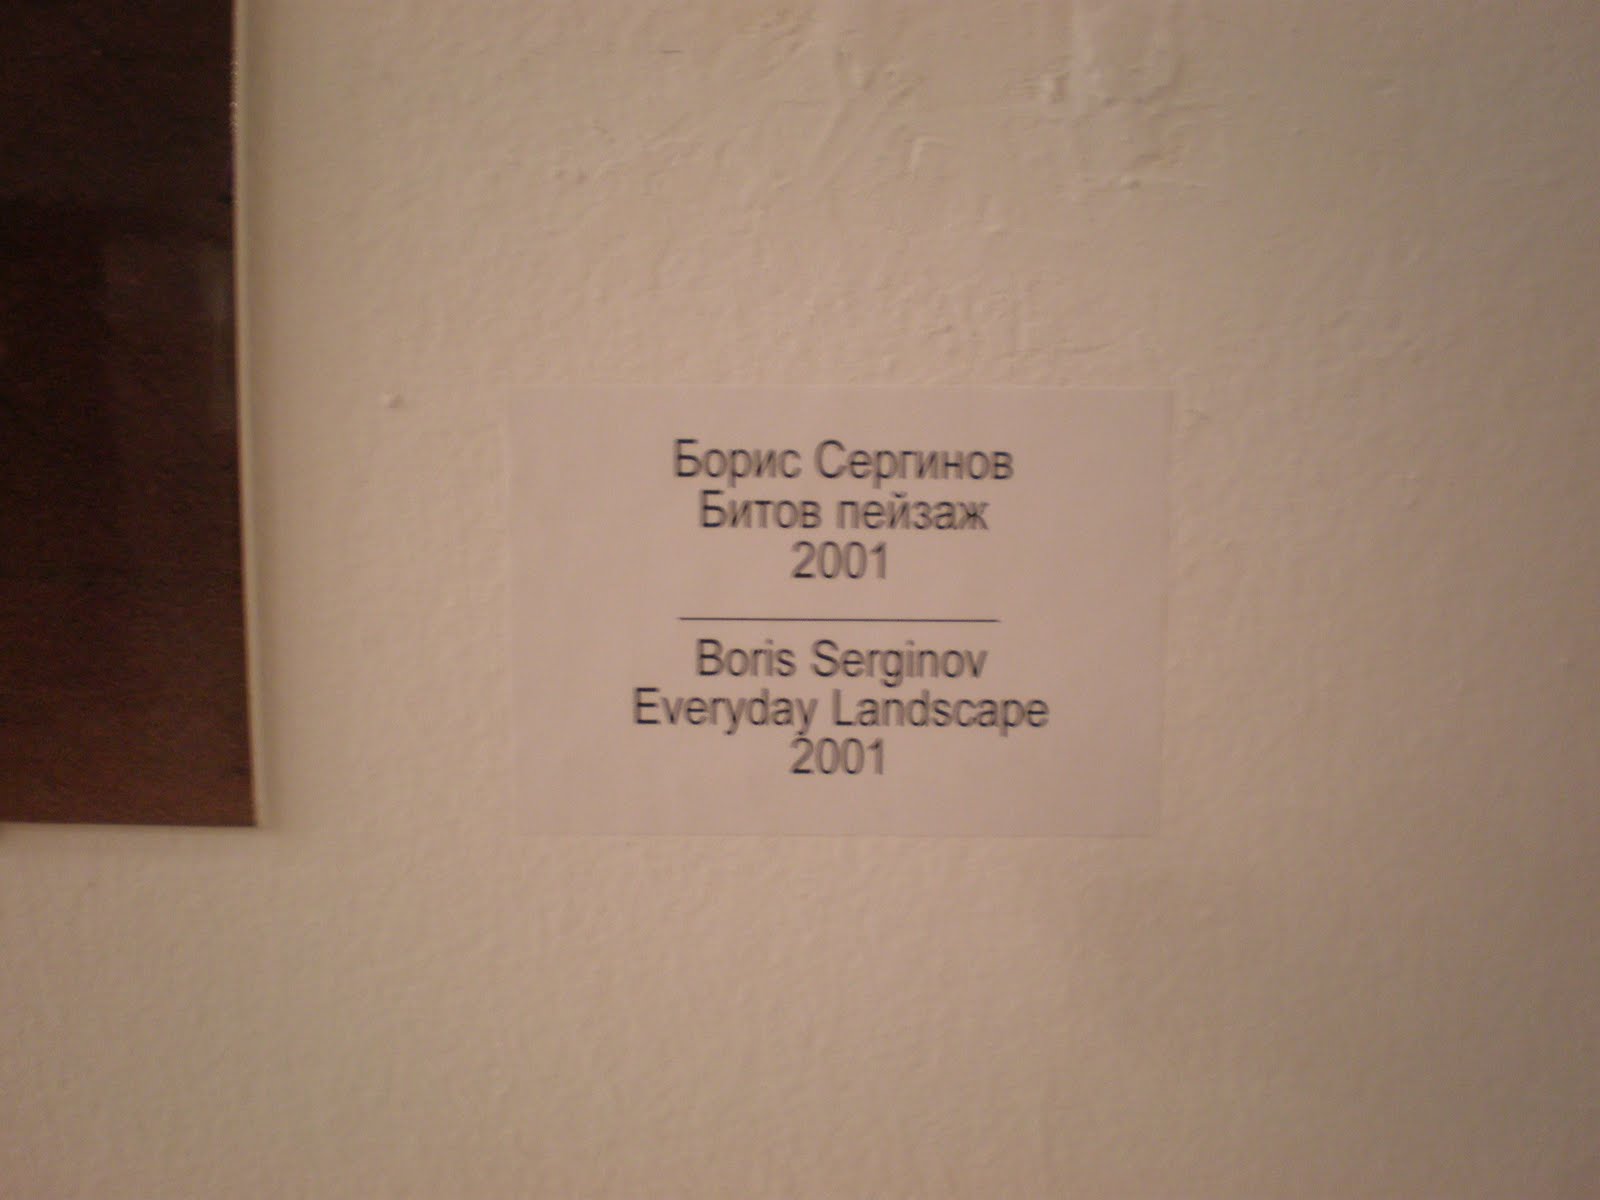 Борис Сергинов
Битов пейзаж
2001
Boris Serginov
Everyday Landscape
2001